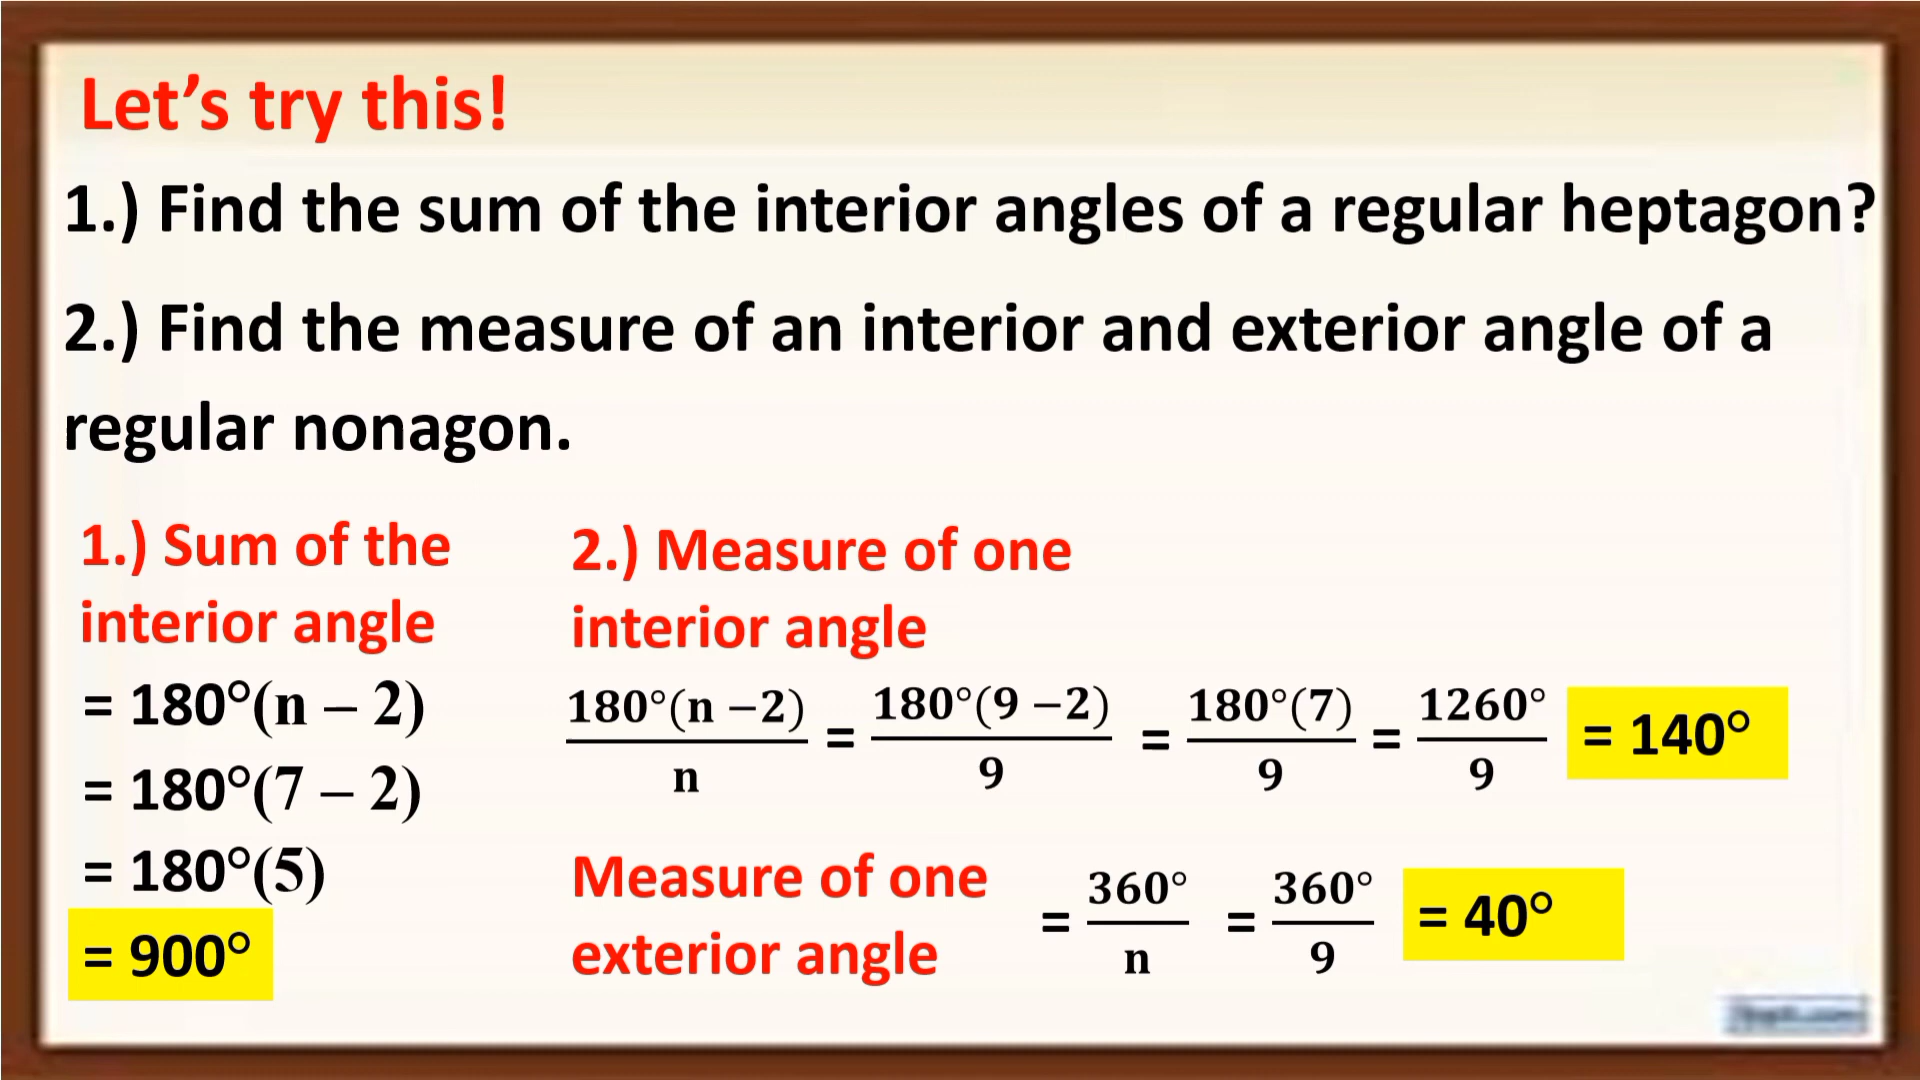 Let’s try this!
1.) Find the sum of the interior angles of a regular heptagon?
2.) Find the measure of an interior and exterior angle of a
regular nonagon.
1.) Sum of the
interior angle
= 180°(n – 2)
= 180°(7 – 2)
= 180°(5)
= 900°
2.) Measure of one
interior angle
180°(n −2)/n = 180°(9 −2)/9 = 180°(7)/9 = 1260°/9 = 140°
Measure of one
exterior angle
= 360°/n = 360°/9 = 40°